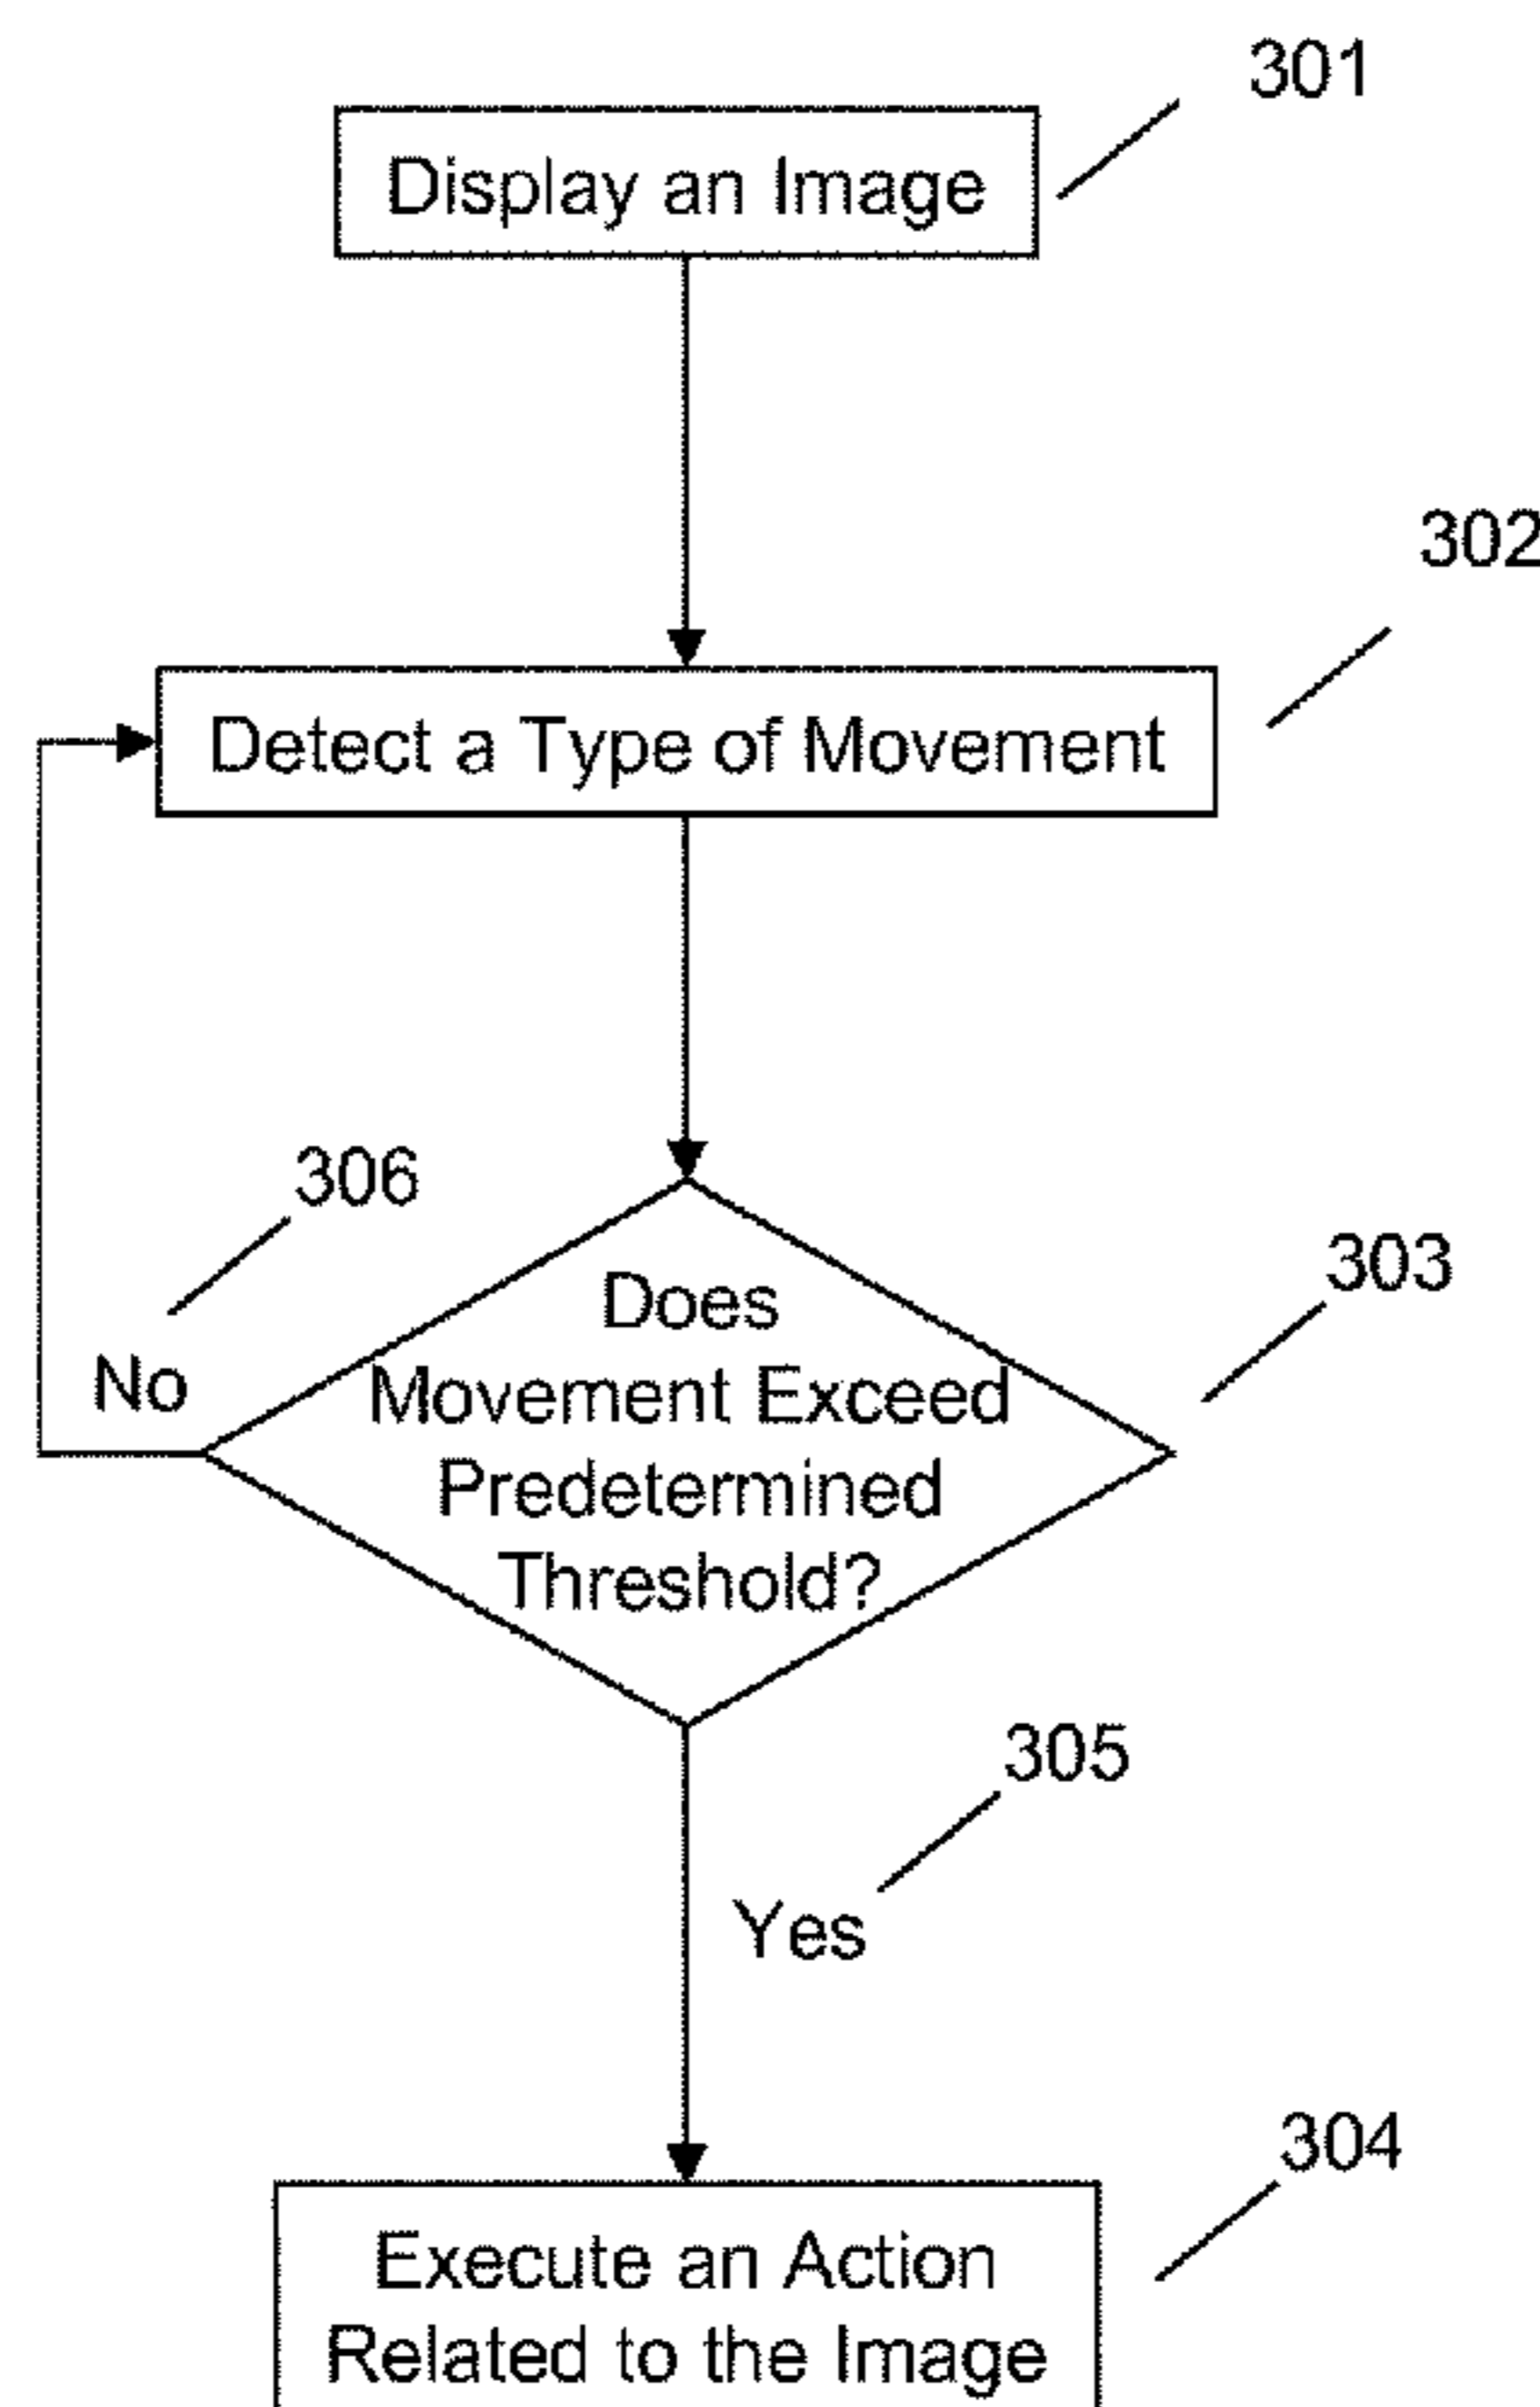 301
Display an Image
302
Detect a Type of Movement
306
303
Does
Movement Exceed
No
Predetermined
Threshold?
305
Yes
304
Execute an Action
Related to the Image